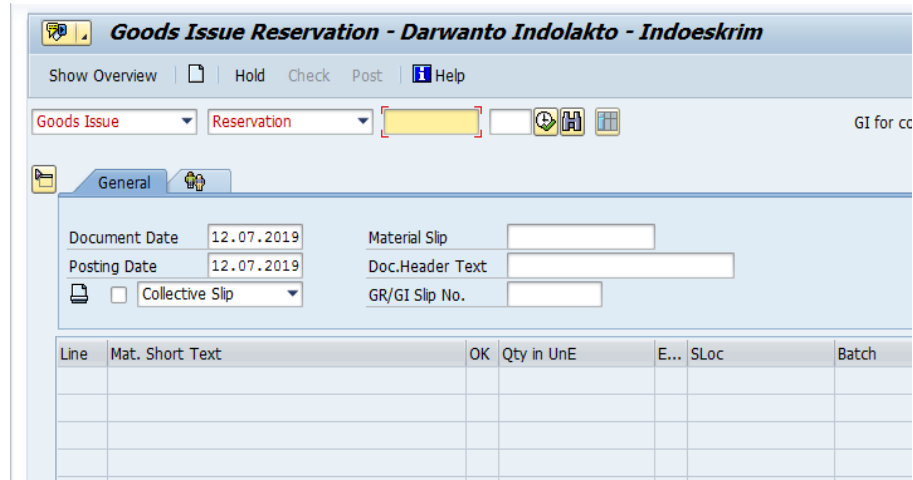 Goods Issue Reservation - Darwanto Indolakto - Indoeskrim
Show Overview Hold Check Post Help
Goods Issue Reservation GI for co
General
Document Date 12.07.2019 Material Slip
Posting Date 12.07.2019 Doc.Header Text
Collective Slip GR/GI Slip No.
Line Mat. Short Text OK Qty in UnE E... SLoc Batch